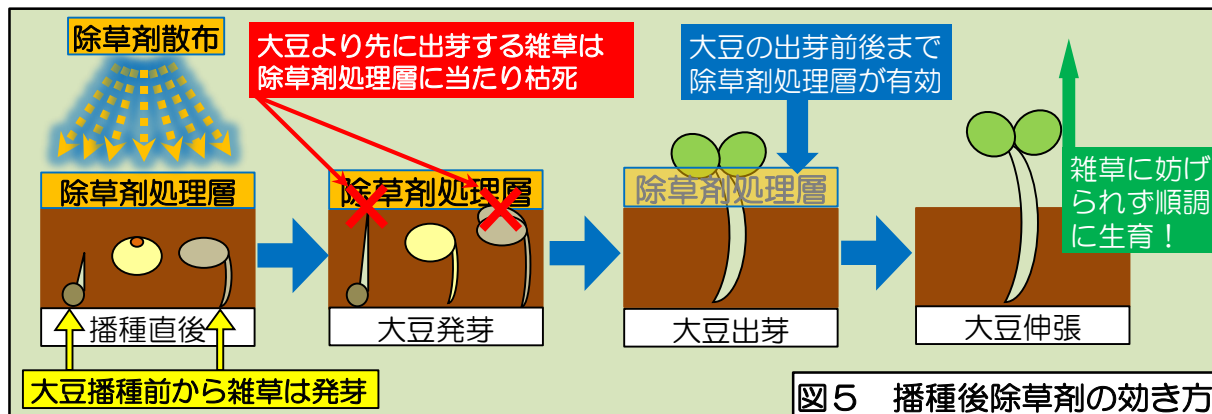 除草剤散布
大豆より先に出芽する雑草は
除草剤処理層に当たり枯死
大豆の出芽前後まで
除草剤処理層が有効
除草剤処理層
除草剤処理層
除草剤処理層
雑草に妨げ
られず順調
に生育！
播種直後
大豆発芽
大豆出芽
大豆伸張
大豆播種前から雑草は発芽
図５　播種後除草剤の効き方